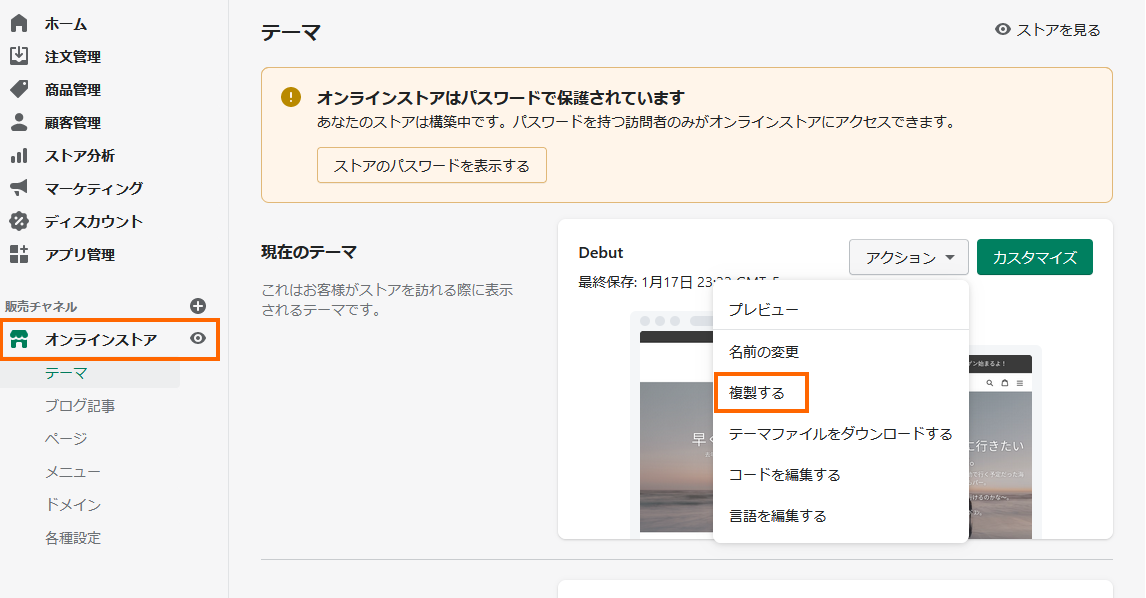 ホーム
注文管理
商品管理
顧客管理
ストア分析
マーケティング
ディスカウント
アプリ管理
販売チャネル
オンラインストア
テーマ
ブログ記事
ページ
メニュー
ドメイン
各種設定
テーマ
ストアを見る
オンラインストアはパスワードで保護されています
あなたのストアは構築中です。パスワードを持つ訪問者のみがオンラインストアにアクセスできます。
ストアのパスワードを表示する
現在のテーマ
これはお客様がストアを訪れる際に表示
されるテーマです。
Debut
アクション
カスタマイズ
最終保存: 1月17日
プレビュー
名前の変更
複製する
テーマファイルをダウンロードする
コードを編集する
言語を編集する
早く
に行きたい